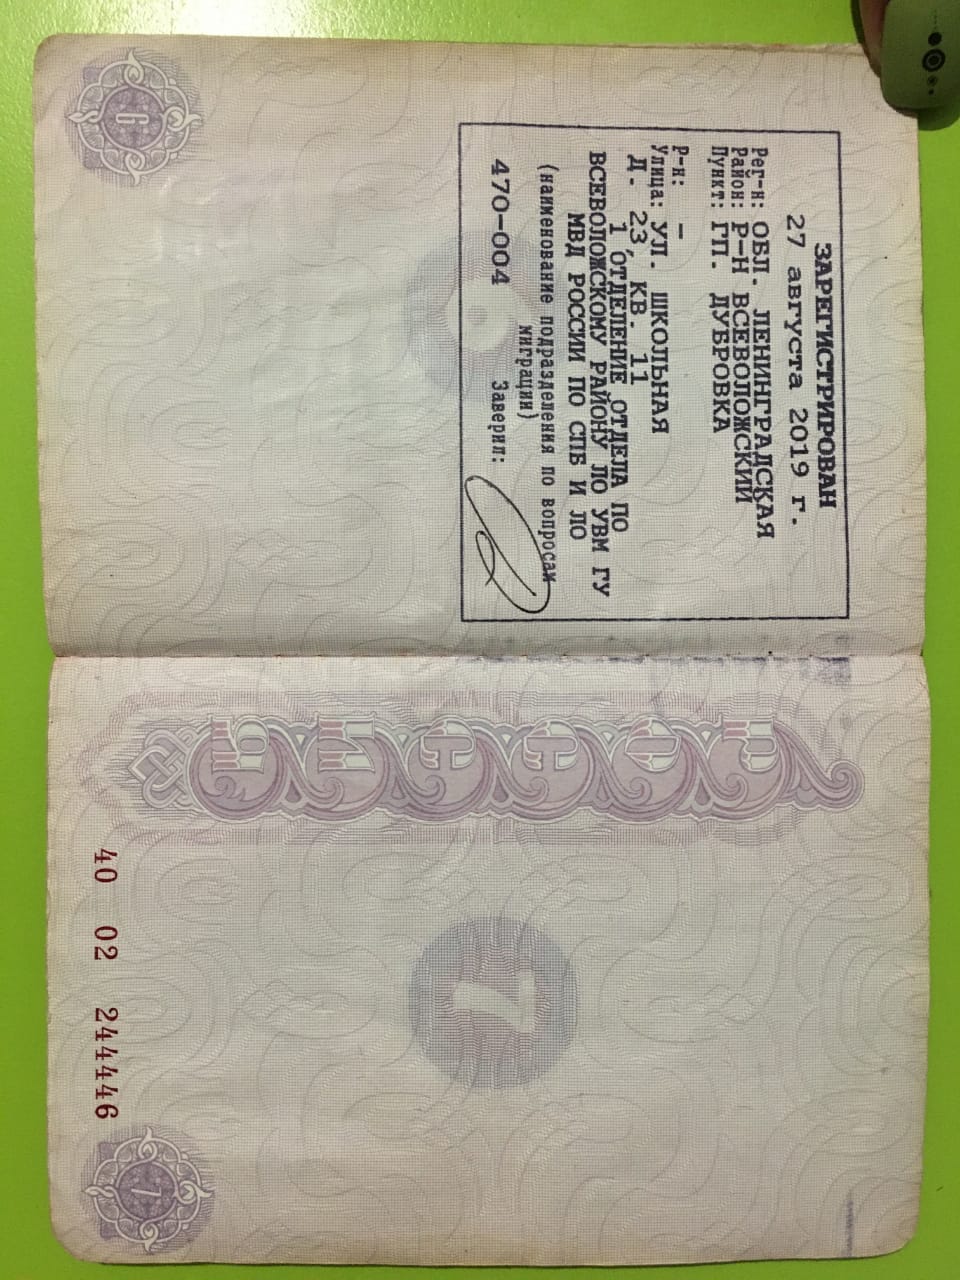 6
ЗАРЕГИСТРИРОВАН
27 августа 2019 г.
Рег-н: ОБЛ. ЛЕНИНГРАДСКАЯ
Район: Р-Н ВСЕВОЛОЖСКИЙ
Пункт: ГП. ДУБРОВКА
Р-н: –
Улица: УЛ. ШКОЛЬНАЯ
Д. 23, КВ. 11
1 ОТДЕЛЕНИЕ ОТДЕЛА ПО
ВСЕВОЛОЖСКОМУ РАЙОНУ ЛО УВМ ГУ
МВД РОССИИ ПО СПБ И ЛО
(наименование подразделения по вопросам
миграции)
470-004 Заверил:
РОССИЯ
7
40 02 244446
7